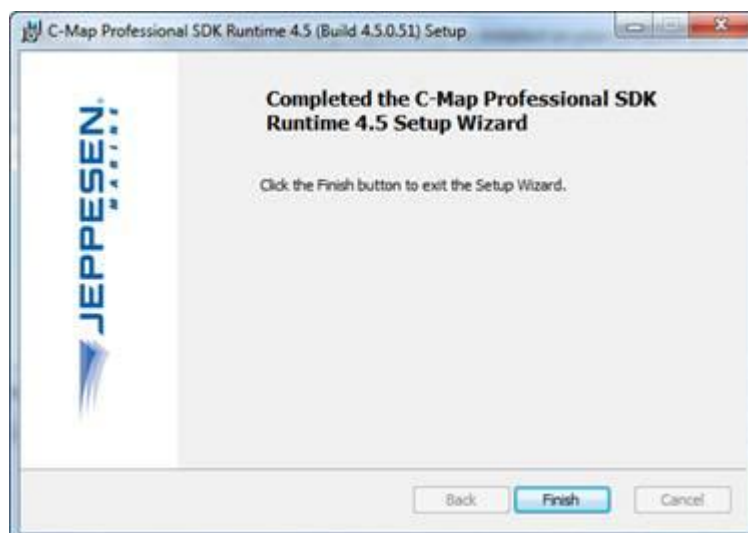 C-Map Professional SDK Runtime 4.5 (Build 4.5.0.51) Setup
JEPPESEN.
MARINE
Completed the C-Map Professional SDK
Runtime 4.5 Setup Wizard
Click the Finish button to exit the Setup Wizard.
Back
Finish
Cancel